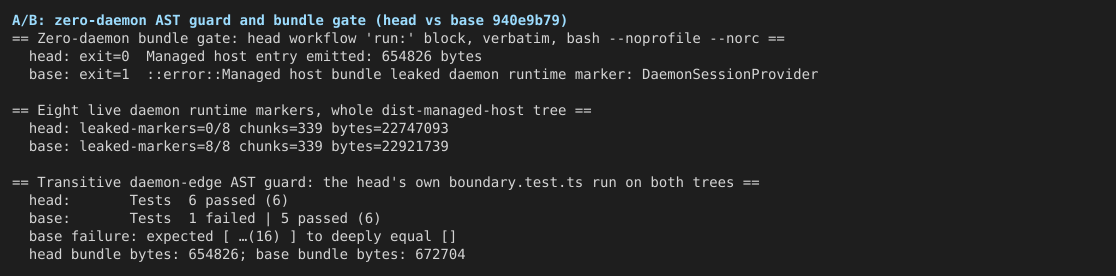 A/B: zero-daemon AST guard and bundle gate (head vs base 940e9b79)
== Zero-daemon bundle gate: head workflow 'run:' block, verbatim, bash --noprofile --norc ==
  head: exit=0  Managed host entry emitted: 654826 bytes
  base: exit=1  ::error::Managed host bundle leaked daemon runtime marker: DaemonSessionProvider

== Eight live daemon runtime markers, whole dist-managed-host tree ==
  head: leaked-markers=0/8 chunks=339 bytes=22747093
  base: leaked-markers=8/8 chunks=339 bytes=22921739

== Transitive daemon-edge AST guard: the head's own boundary.test.ts run on both trees ==
  head:       Tests  6 passed (6)
  base:       Tests  1 failed | 5 passed (6)
  base failure: expected [ …(16) ] to deeply equal []
  head bundle bytes: 654826; base bundle bytes: 672704